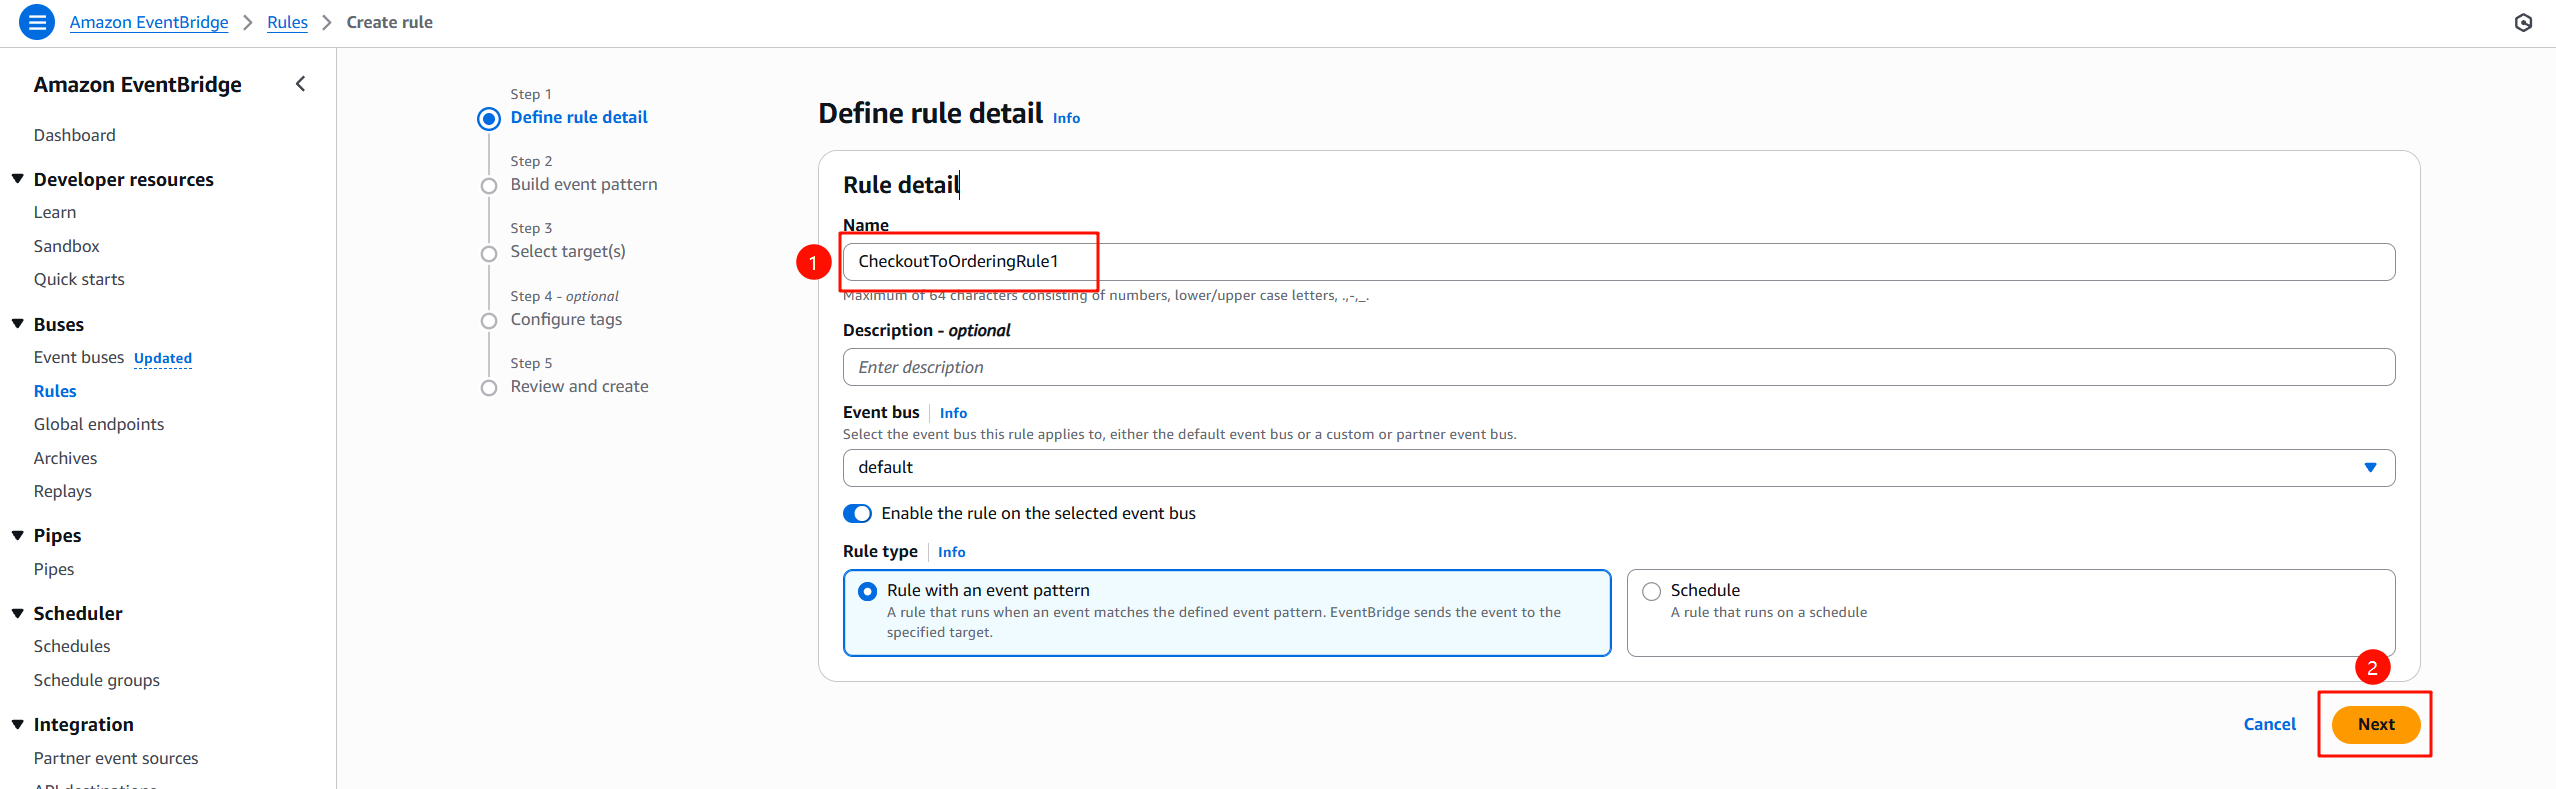 Amazon EventBridge > Rules > Create rule
Amazon EventBridge
Dashboard
Developer resources
Learn
Sandbox
Quick starts
Buses
Event buses Updated
Rules
Global endpoints
Archives
Replays
Pipes
Pipes
Scheduler
Schedules
Schedule groups
Integration
Partner event sources
API destinations
Step 1
Define rule detail
Step 2
Build event pattern
Step 3
Select target(s)
Step 4 - optional
Configure tags
Step 5
Review and create
Define rule detail Info
Rule detail
Name
1
CheckoutToOrderingRule1
Maximum of 64 characters consisting of numbers, lower/upper case letters, .,-,_.
Description - optional
Enter description
Event bus Info
Select the event bus this rule applies to, either the default event bus or a custom or partner event bus.
default
Enable the rule on the selected event bus
Rule type Info
Rule with an event pattern
A rule that runs when an event matches the defined event pattern. EventBridge sends the event to the
specified target.
Schedule
A rule that runs on a schedule
2
Cancel
Next